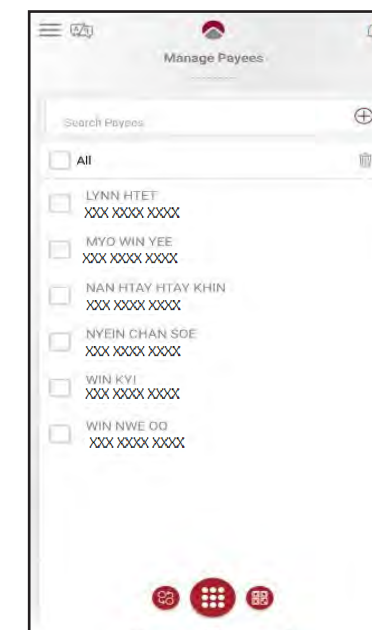 Manage Payees
Search Payees
All
LYNN HTET
XXX XXXX XXXX
MYO WIN YEE
XXX XXXX XXXX
NAN HTAY HTAY KHIN
XXX XXXX XXXX
NYEIN CHAN SOE
XXX XXXX XXXX
WIN KYI
XXX XXXX XXXX
WIN NWE OO
XXX XXXX XXXX